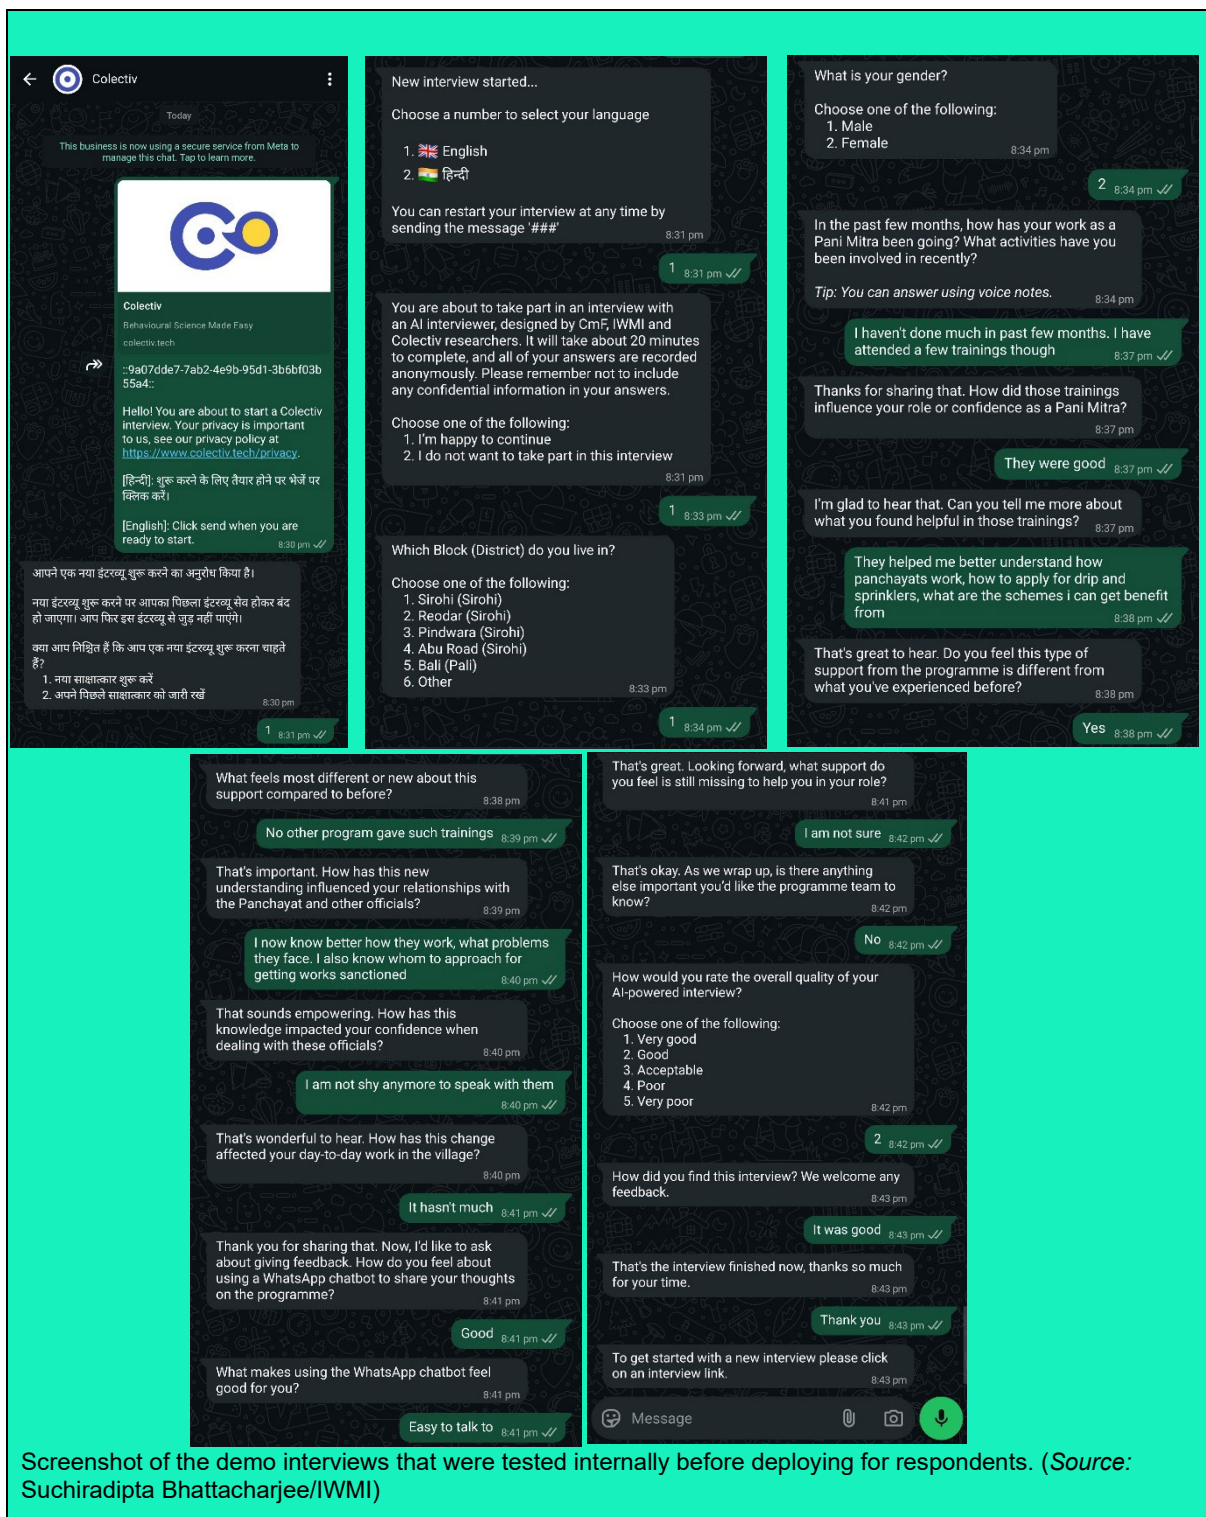 Colectiv
Today
This business is now using a secure service from Meta to
manage this chat. Tap to learn more.
Colectiv
Behavioural Science Made Easy
colectiv.tech
::9a07dde7-7ab2-4e9b-95d1-3b6bf03b
55a4::
Hello! You are about to start a Colectiv
interview. Your privacy is important
to us, see our privacy policy at
https://www.colectiv.tech/privacy.
[हिन्दी]: शुरू करने के लिए तैयार होने पर भेजें पर
क्लिक करें।
[English]: Click send when you are
ready to start.
8:30 pm
आपने एक नया इंटरव्यू शुरू करने का अनुरोध किया है।
नया इंटरव्यू शुरू करने पर आपका पिछला इंटरव्यू सेव होकर बंद
हो जाएगा। आप फिर इस इंटरव्यू से जुड़ नहीं पाएंगे।
क्या आप निश्चित हैं कि आप एक नया इंटरव्यू शुरू करना चाहते
हैं?
1. नया साक्षात्कार शुरू करें
2. अपने पिछले साक्षात्कार को जारी रखें
8:30 pm
1 8:31 pm
New interview started...
Choose a number to select your language
1. 🇬🇧 English
2. 🇮🇳 हिन्दी
You can restart your interview at any time by
sending the message '###'
8:31 pm
1 8:31 pm
You are about to take part in an interview with
an AI interviewer, designed by CmF, IWMI and
Colectiv researchers. It will take about 20 minutes
to complete, and all of your answers are recorded
anonymously. Please remember not to include
any confidential information in your answers.
Choose one of the following:
1. I'm happy to continue
2. I do not want to take part in this interview
8:31 pm
1 8:33 pm
Which Block (District) do you live in?
Choose one of the following:
1. Sirohi (Sirohi)
2. Reodar (Sirohi)
3. Pindwara (Sirohi)
4. Abu Road (Sirohi)
5. Bali (Pali)
6. Other
8:33 pm
1 8:34 pm
What is your gender?
Choose one of the following:
1. Male
2. Female
8:34 pm
2 8:34 pm
In the past few months, how has your work as a
Pani Mitra been going? What activities have you
been involved in recently?
Tip: You can answer using voice notes.
8:34 pm
I haven't done much in past few months. I have
attended a few trainings though
8:37 pm
Thanks for sharing that. How did those trainings
influence your role or confidence as a Pani Mitra?
8:37 pm
They were good 8:37 pm
I'm glad to hear that. Can you tell me more about
what you found helpful in those trainings?
8:37 pm
They helped me better understand how
panchayats work, how to apply for drip and
sprinklers, what are the schemes i can get benefit
from
8:38 pm
That's great to hear. Do you feel this type of
support from the programme is different from
what you've experienced before?
8:38 pm
Yes 8:38 pm
What feels most different or new about this
support compared to before?
8:38 pm
No other program gave such trainings 8:39 pm
That's important. How has this new
understanding influenced your relationships with
the Panchayat and other officials?
8:39 pm
I now know better how they work, what problems
they face. I also know whom to approach for
getting works sanctioned
8:40 pm
That sounds empowering. How has this
knowledge impacted your confidence when
dealing with these officials?
8:40 pm
I am not shy anymore to speak with them
8:40 pm
That's wonderful to hear. How has this change
affected your day-to-day work in the village?
8:40 pm
It hasn't much 8:41 pm
Thank you for sharing that. Now, I'd like to ask
about giving feedback. How do you feel about
using a WhatsApp chatbot to share your thoughts
on the programme?
8:41 pm
Good 8:41 pm
What makes using the WhatsApp chatbot feel
good for you?
8:41 pm
Easy to talk to 8:41 pm
That's great. Looking forward, what support do
you feel is still missing to help you in your role?
8:41 pm
I am not sure 8:42 pm
That's okay. As we wrap up, is there anything
else important you'd like the programme team to
know?
8:42 pm
No 8:42 pm
How would you rate the overall quality of your
AI-powered interview?
Choose one of the following:
1. Very good
2. Good
3. Acceptable
4. Poor
5. Very poor
8:42 pm
2 8:42 pm
How did you find this interview? We welcome any
feedback.
8:43 pm
It was good 8:43 pm
That's the interview finished now, thanks so much
for your time.
8:43 pm
Thank you 8:43 pm
To get started with a new interview please click
on an interview link.
8:43 pm
Message
Screenshot of the demo interviews that were tested internally before deploying for respondents. (Source:
Suchiradipta Bhattacharjee/IWMI)